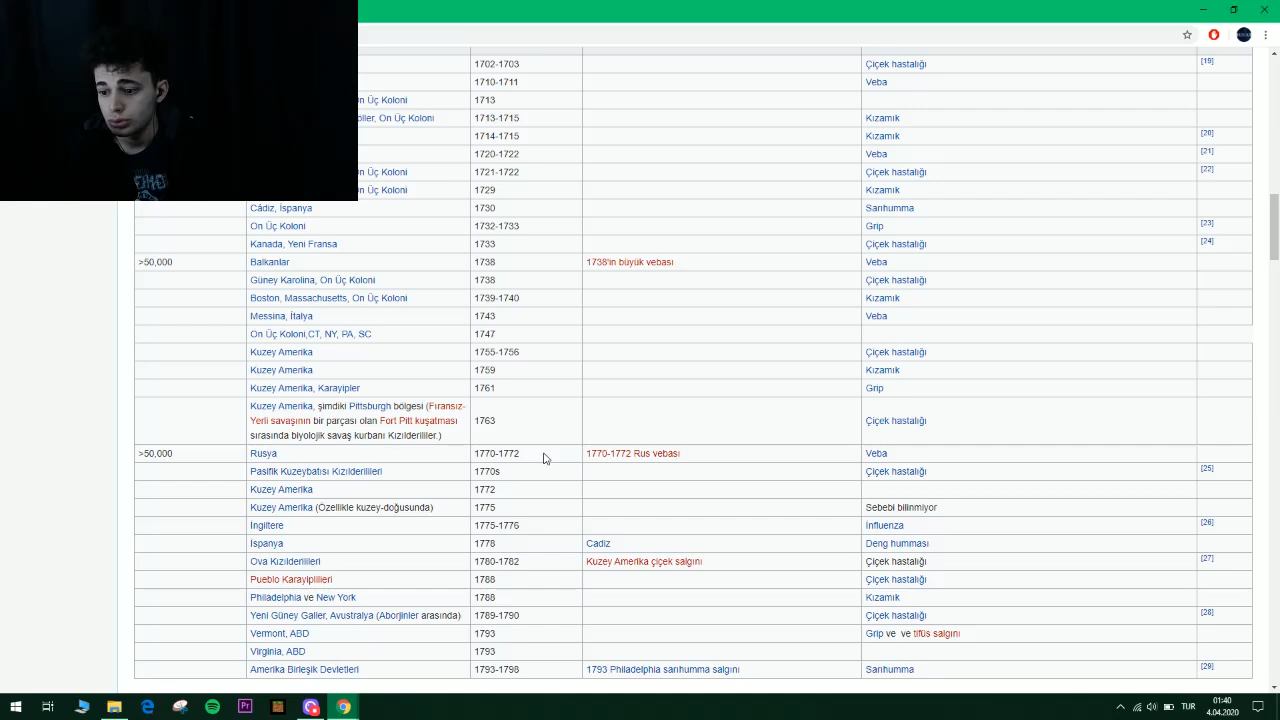 1702-1703 Çiçek hastalığı [19]
1710-1711 Veba
On Üç Koloni 1713
On Üç Koloni 1713-1715 Kızamık
1714-1715 Kızamık [20]
1720-1722 Veba [21]
On Üç Koloni 1721-1722 Çiçek hastalığı [22]
On Üç Koloni 1729 Kızamık
Cádiz, İspanya 1730 Sarıhumma
On Üç Koloni 1732-1733 Grip [23]
Kanada, Yeni Fransa 1733 Çiçek hastalığı [24]
>50,000 Balkanlar 1738 1738'in büyük vebası Veba
Güney Karolina, On Üç Koloni 1738 Çiçek hastalığı
Boston, Massachusetts, On Üç Koloni 1739-1740 Kızamık
Messina, İtalya 1743 Veba
On Üç Koloni,CT, NY, PA, SC 1747
Kuzey Amerika 1755-1756 Çiçek hastalığı
Kuzey Amerika 1759 Kızamık
Kuzey Amerika, Karayipler 1761 Grip
Kuzey Amerika, şimdiki Pittsburgh bölgesi (Fıransız-
Yerli savaşının bir parçası olan Fort Pitt kuşatması 1763 Çiçek hastalığı
sırasında biyolojik savaş kurbanı Kızılderililer.)
>50,000 Rusya 1770-1772 1770-1772 Rus vebası Veba
Pasifik Kuzeybatısı Kızılderilileri 1770s Çiçek hastalığı [25]
Kuzey Amerika 1772
Kuzey Amerika (Özellikle kuzey-doğusunda) 1775 Sebebi bilinmiyor
İngiltere 1775-1776 İnfluenza [26]
İspanya 1778 Cadiz Deng humması
Ova Kızılderilileri 1780-1782 Kuzey Amerika çiçek salgını Çiçek hastalığı [27]
Pueblo Karayiplilieri 1788 Çiçek hastalığı
Philadelphia ve New York 1788 Kızamık
Yeni Güney Galler, Avustralya (Aborjinler arasında) 1789-1790 Çiçek hastalığı [28]
Vermont, ABD 1793 Grip ve ve tifüs salgını
Virginia, ABD 1793
Amerika Birleşik Devletleri 1793-1798 1793 Philadelphia sarıhumma salgını Sarıhumma [29]
Pr
TUR
01:40
4.04.2020